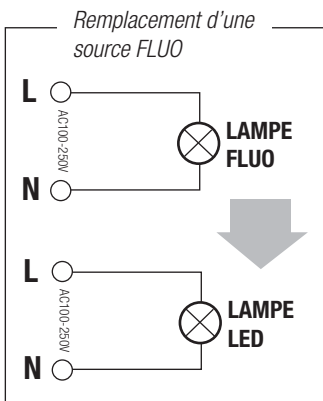 Remplacement d'une
source FLUO
L
AC100-250V
N
LAMPE
FLUO
L
AC100-250V
N
LAMPE
LED